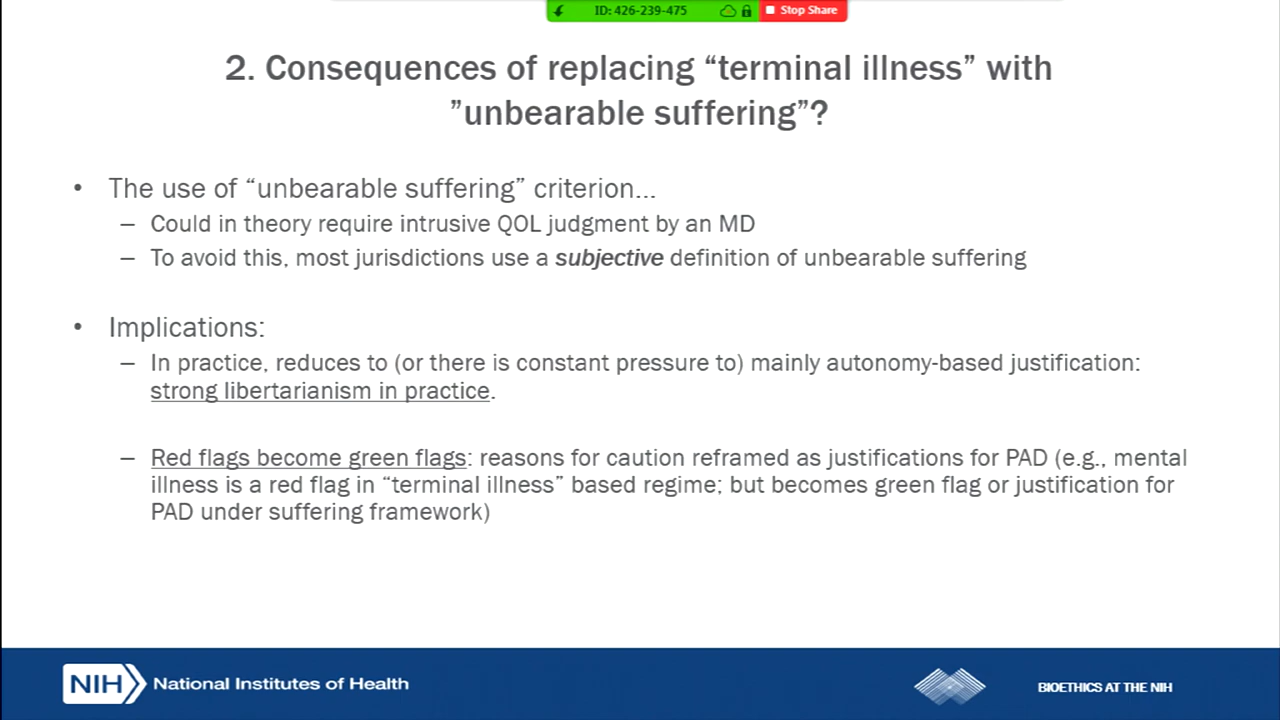 ID: 426-239-475
Stop Share
2. Consequences of replacing “terminal illness” with
”unbearable suffering”?
• The use of “unbearable suffering” criterion...
– Could in theory require intrusive QOL judgment by an MD
– To avoid this, most jurisdictions use a subjective definition of unbearable suffering
• Implications:
– In practice, reduces to (or there is constant pressure to) mainly autonomy-based justification:
strong libertarianism in practice.
– Red flags become green flags: reasons for caution reframed as justifications for PAD (e.g., mental
illness is a red flag in “terminal illness” based regime; but becomes green flag or justification for
PAD under suffering framework)
NIH National Institutes of Health
BIOETHICS AT THE NIH